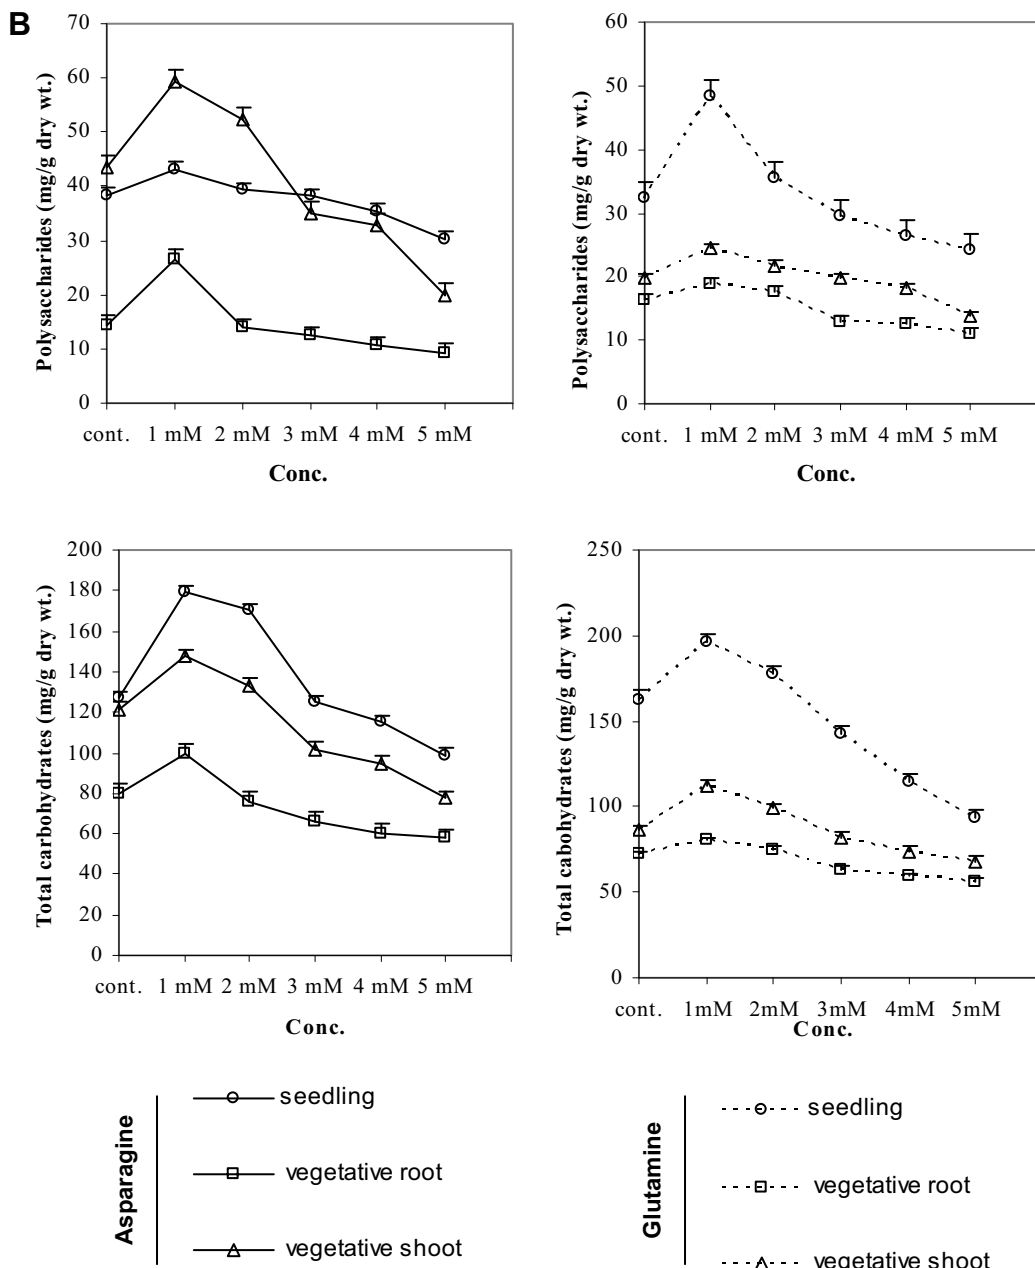 B
Polysaccharides (mg/g dry wt.)
70
60
50
40
30
20
10
0
cont. 1 mM 2 mM 3 mM 4 mM 5 mM
Conc.
Polysaccharides (mg/g dry wt.)
60
50
40
30
20
10
0
cont. 1 mM 2 mM 3 mM 4 mM 5 mM
Conc.
Total carbohydrates (mg/g dry wt.)
200
180
160
140
120
100
80
60
40
20
0
cont. 1 mM 2 mM 3 mM 4 mM 5 mM
Conc.
Total cabohydrates (mg/g dry wt.)
250
200
150
100
50
0
cont. 1mM 2mM 3mM 4mM 5mM
Conc.
Asparagine
seedling
vegetative root
vegetative shoot
Glutamine
seedling
vegetative root
vegetative shoot